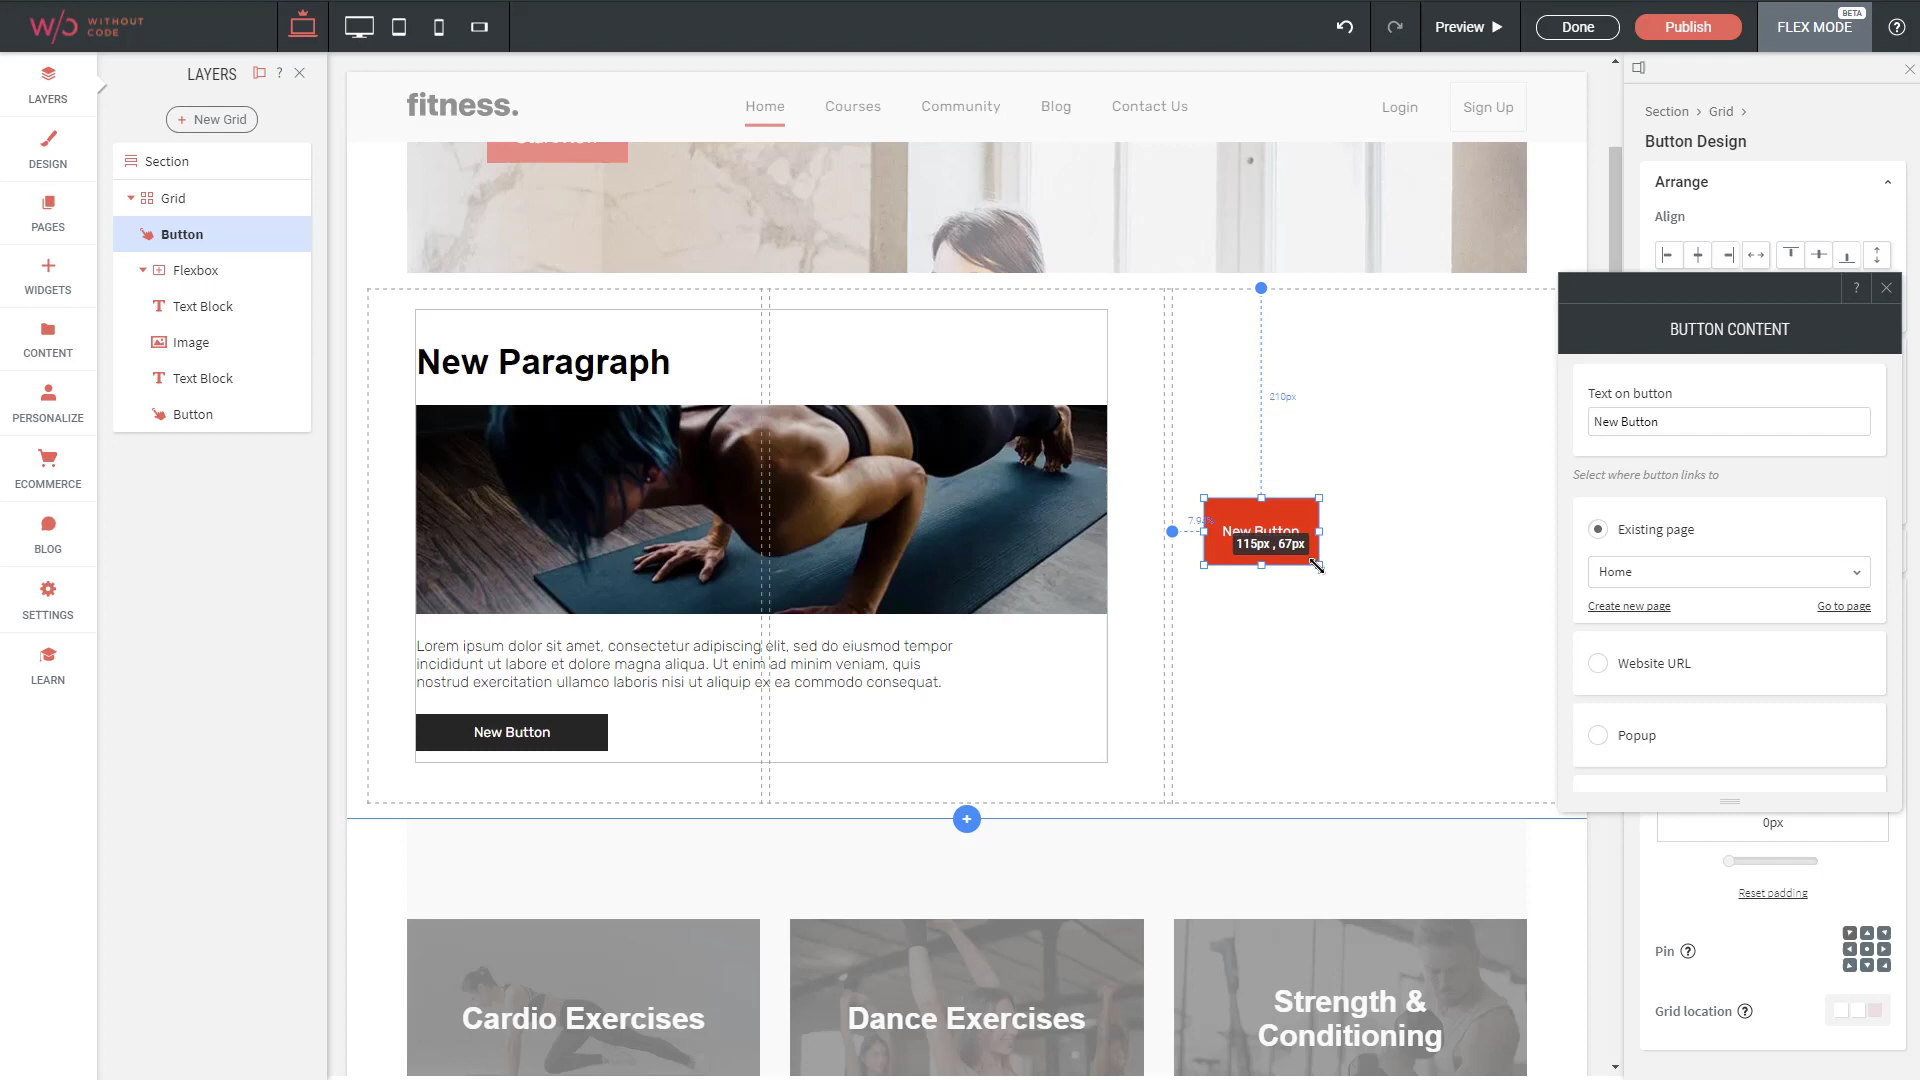 W/O WITHOUT CODE
Preview
Done
Publish
FLEX MODE
BETA
?
LAYERS
DESIGN
PAGES
WIDGETS
CONTENT
PERSONALIZE
ECOMMERCE
BLOG
SETTINGS
LEARN
LAYERS
?
+ New Grid
Section
Grid
Button
Flexbox
Text Block
Image
Text Block
Button
fitness.
Home
Courses
Community
Blog
Contact Us
Login
Sign Up
New Paragraph
Lorem ipsum dolor sit amet, consectetur adipiscing elit, sed do eiusmod tempor
incididunt ut labore et dolore magna aliqua. Ut enim ad minim veniam, quis
nostrud exercitation ullamco laboris nisi ut aliquip ex ea commodo consequat.
New Button
210px
New Button
115px , 67px
Cardio Exercises
Dance Exercises
Strength &
Conditioning
Section > Grid >
Button Design
Arrange
Align
?
BUTTON CONTENT
Text on button
New Button
Select where button links to
Existing page
Home
Create new page
Go to page
Website URL
Popup
0px
Reset padding
Pin ?
Grid location ?